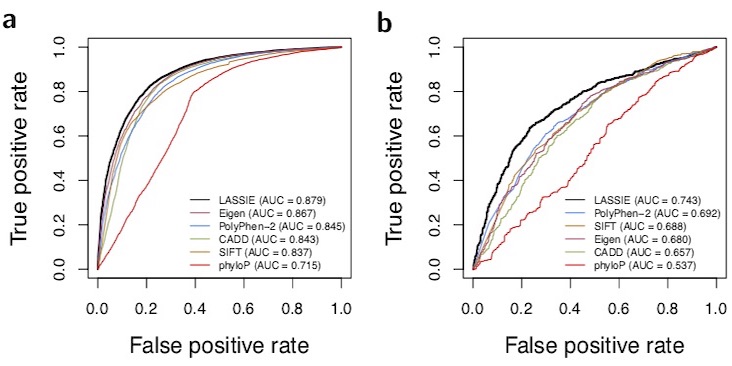 a
True positive rate
1.0
0.8
0.6
0.4
0.2
0.0
LASSIE (AUC = 0.879)
Eigen (AUC = 0.867)
PolyPhen−2 (AUC = 0.845)
CADD (AUC = 0.843)
SIFT (AUC = 0.837)
phyloP (AUC = 0.715)
0.0 0.2 0.4 0.6 0.8 1.0
False positive rate
b
True positive rate
1.0
0.8
0.6
0.4
0.2
0.0
LASSIE (AUC = 0.743)
PolyPhen−2 (AUC = 0.692)
SIFT (AUC = 0.688)
Eigen (AUC = 0.680)
CADD (AUC = 0.657)
phyloP (AUC = 0.537)
0.0 0.2 0.4 0.6 0.8 1.0
False positive rate